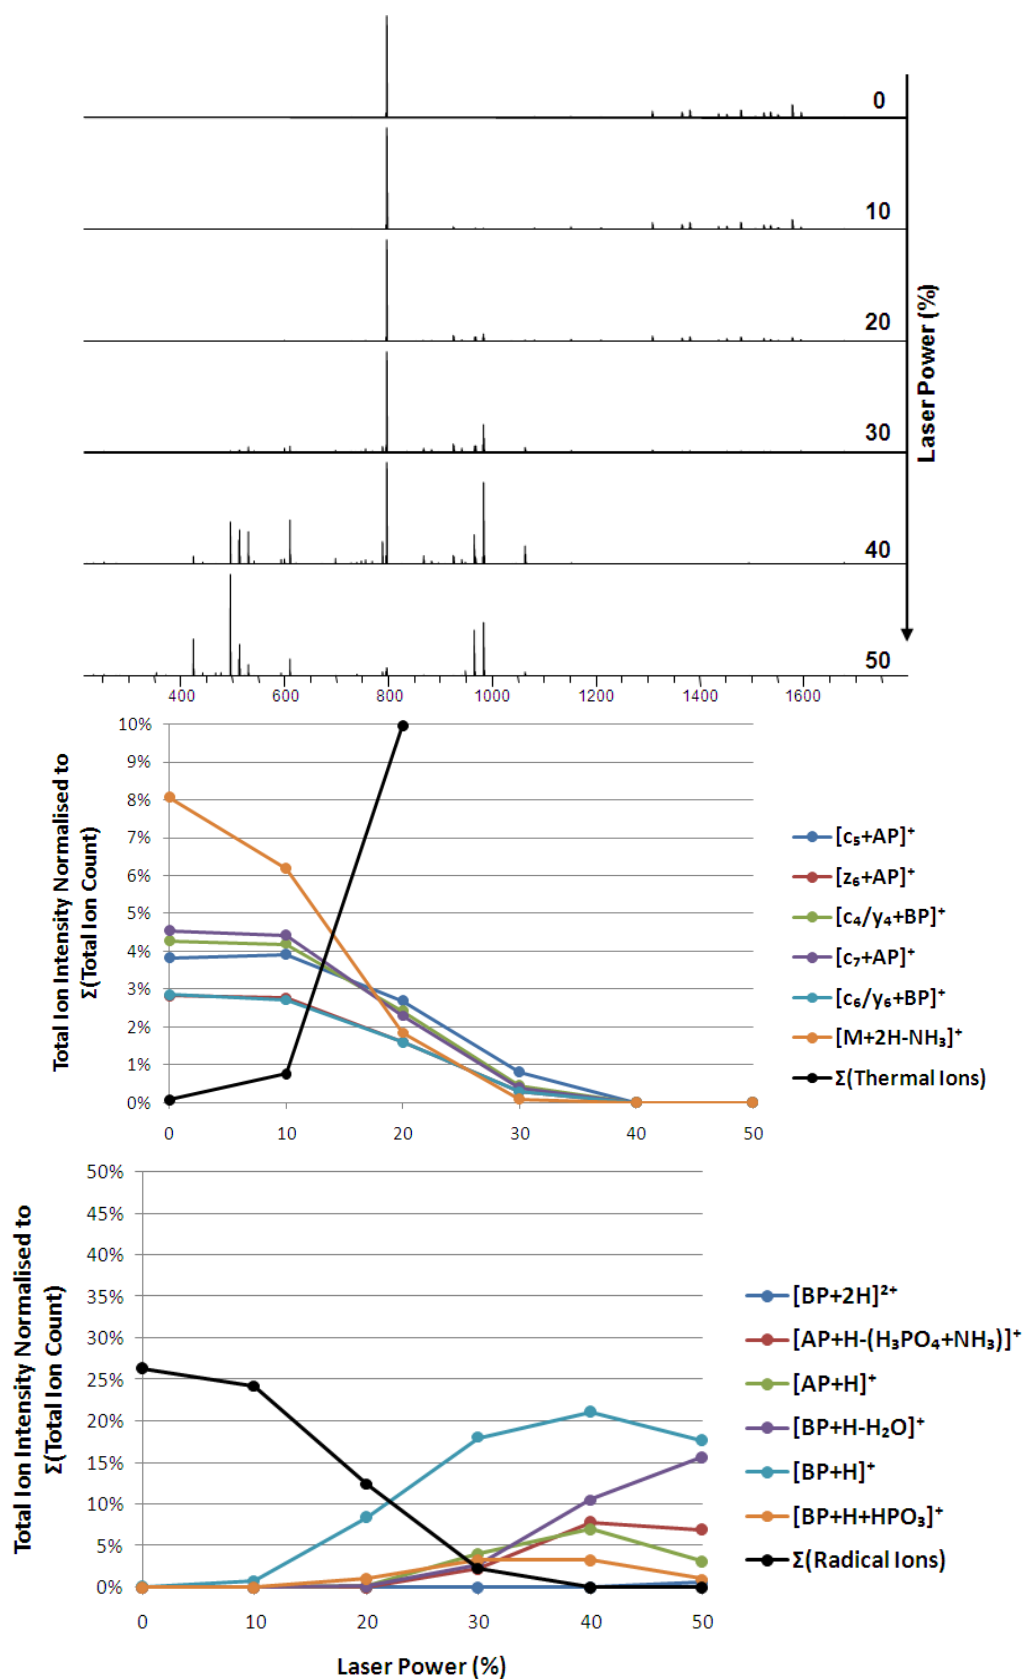 0
10
20
30
40
50
Laser Power (%)
400 600 800 1000 1200 1400 1600
Total Ion Intensity Normalised to
Σ(Total Ion Count)
10%
9%
8%
7%
6%
5%
4%
3%
2%
1%
0%
0 10 20 30 40 50
[c₅+AP]⁺
[z₆+AP]⁺
[c₄/y₄+BP]⁺
[c₇+AP]⁺
[c₆/y₆+BP]⁺
[M+2H-NH₃]⁺
Σ(Thermal Ions)
Total Ion Intensity Normalised to
Σ(Total Ion Count)
50%
45%
40%
35%
30%
25%
20%
15%
10%
5%
0%
0 10 20 30 40 50
Laser Power (%)
[BP+2H]²⁺
[AP+H-(H₃PO₄+NH₃)]⁺
[AP+H]⁺
[BP+H-H₂O]⁺
[BP+H]⁺
[BP+H+HPO₃]⁺
Σ(Radical Ions)